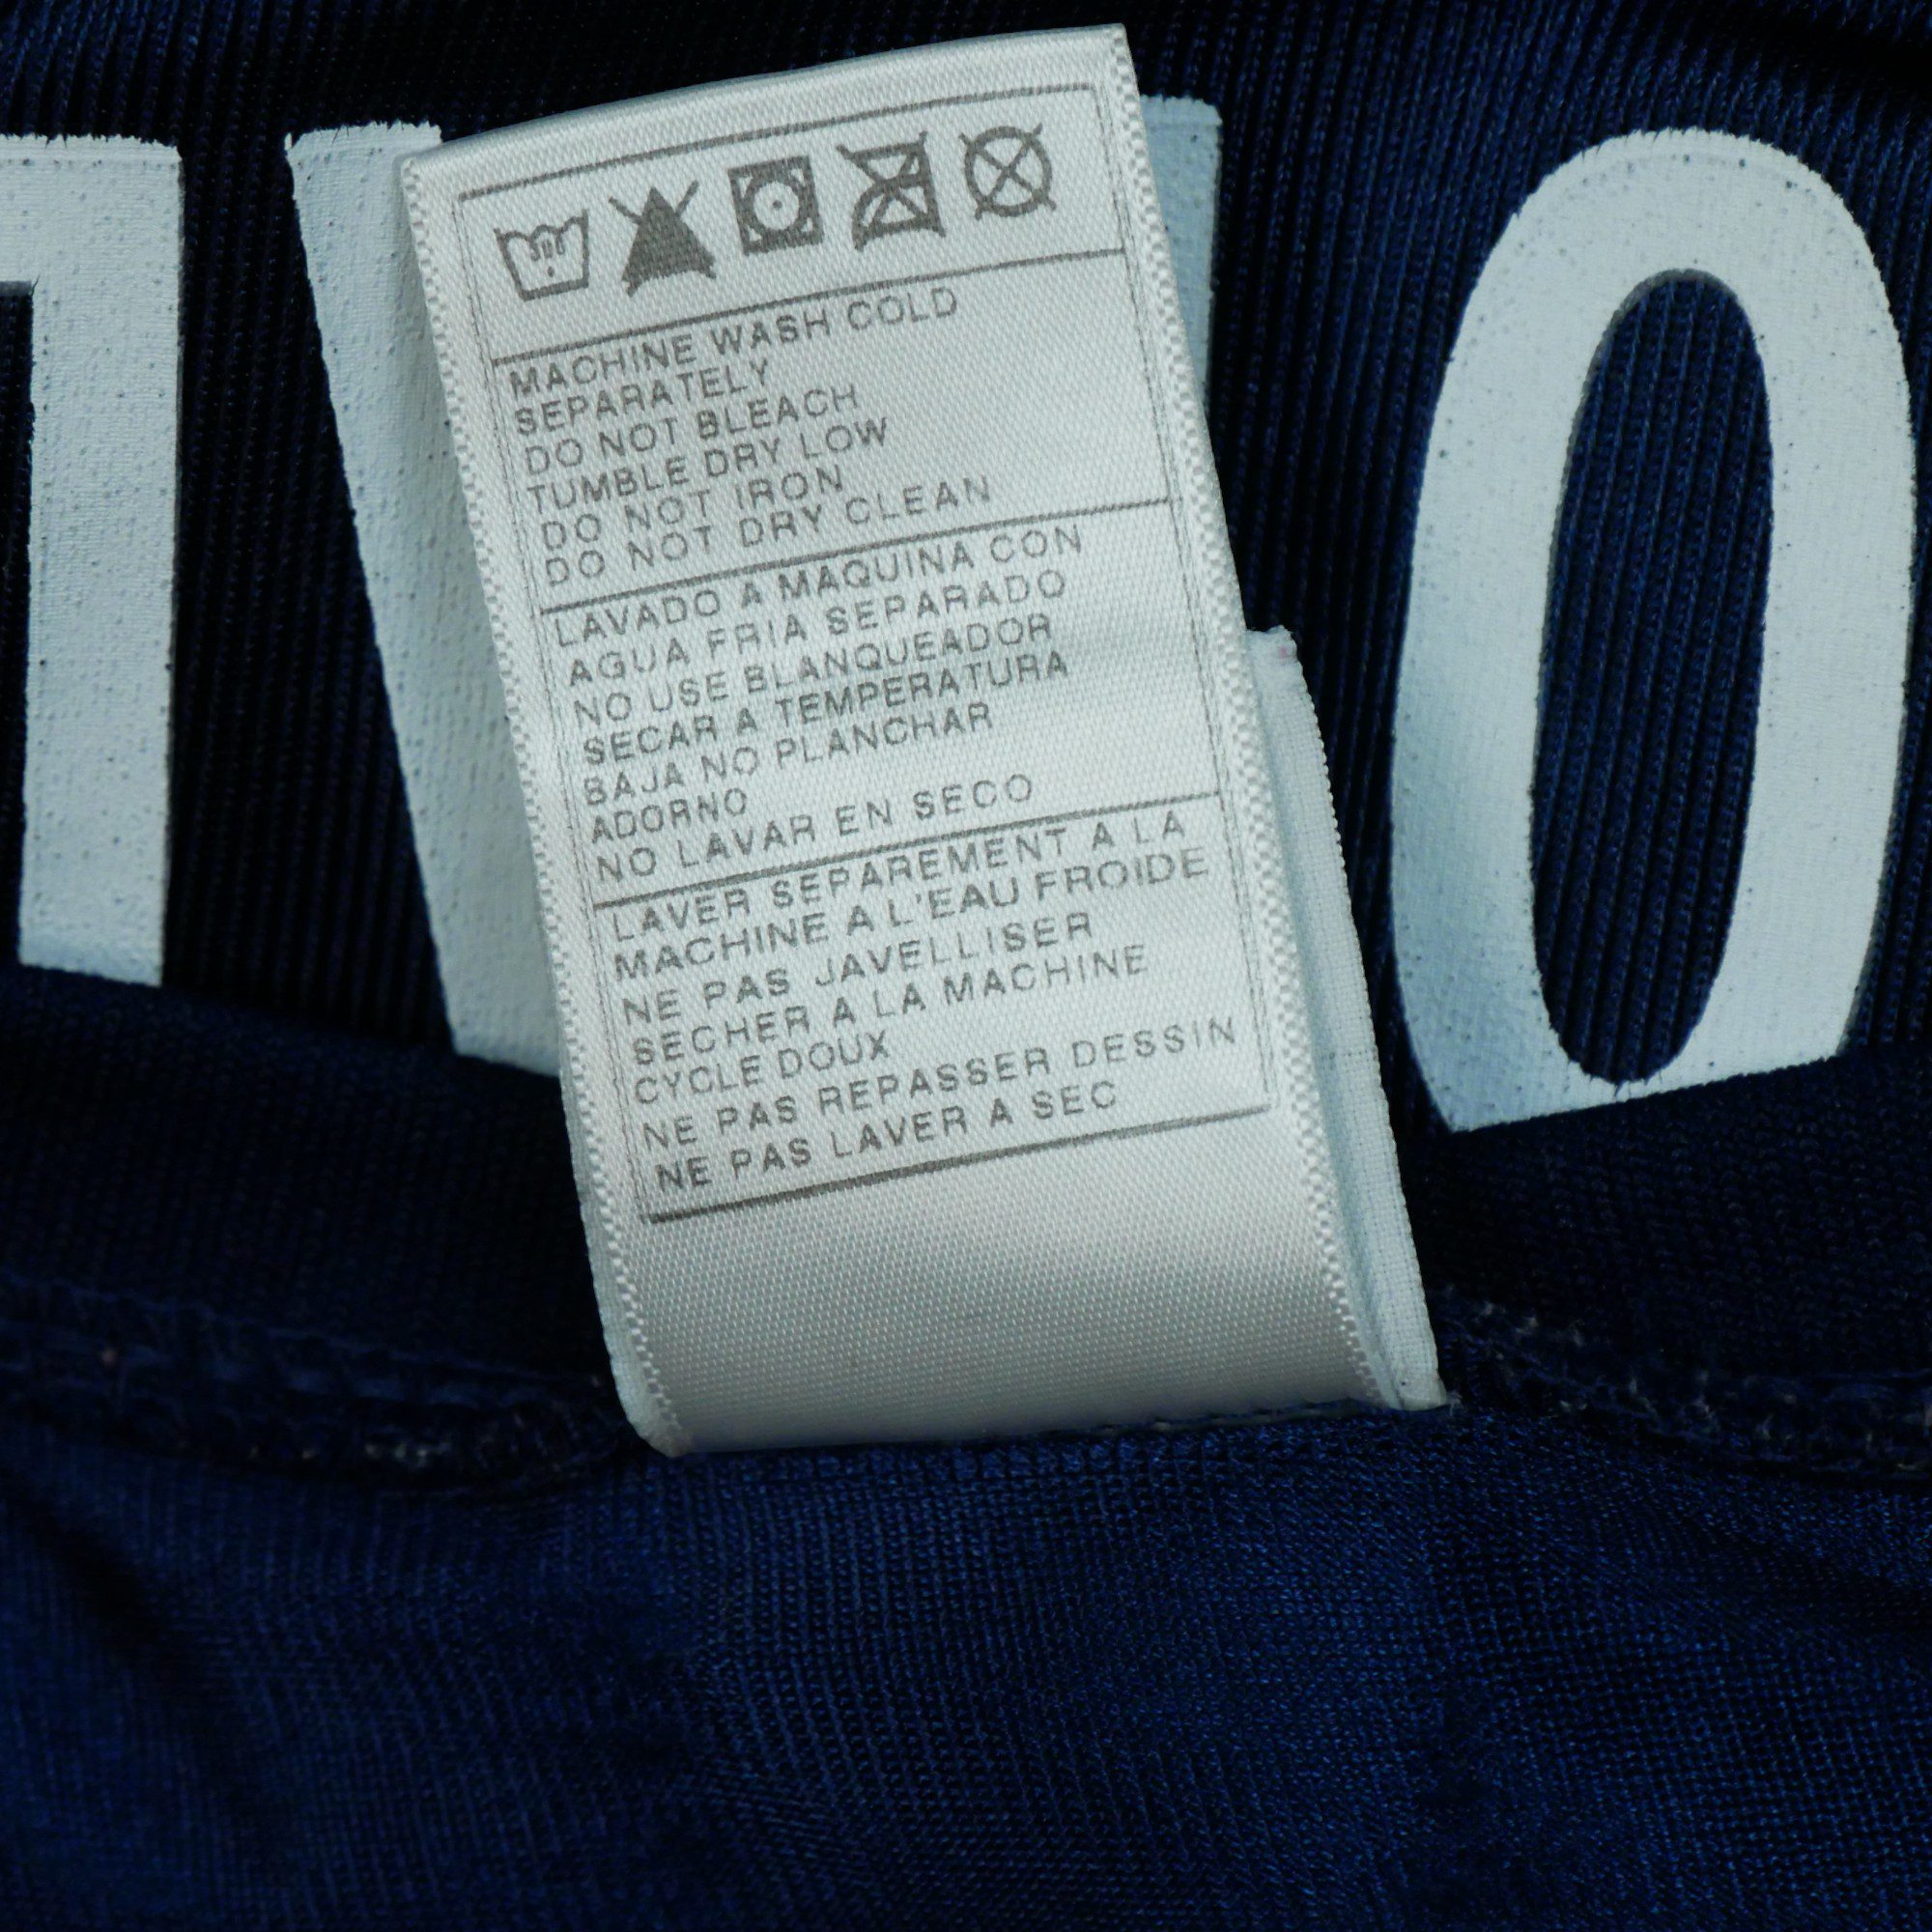 MACHINE WASH COLD
SEPARATELY
DO NOT BLEACH
TUMBLE DRY LOW
DO NOT IRON
DO NOT DRY CLEAN
LAVADO A MAQUINA CON
AGUA FRIA SEPARADO
NO USE BLANQUEADOR
SECAR A TEMPERATURA
BAJA NO PLANCHAR
ADORNO
NO LAVAR EN SECO
LAVER SEPAREMENT A LA
MACHINE A L'EAU FROIDE
NE PAS JAVELLISER
SECHER A LA MACHINE
CYCLE DOUX
NE PAS REPASSER DESSIN
NE PAS LAVER A SEC